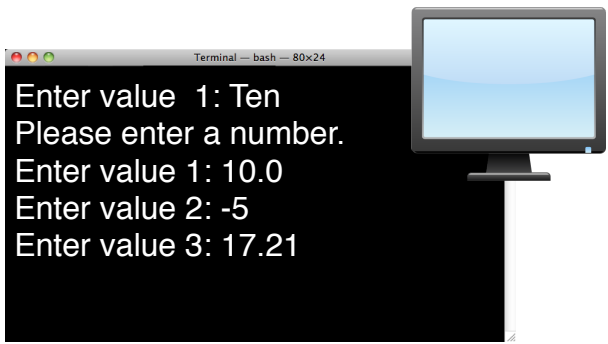 Terminal — bash — 80×24
Enter value  1: Ten
Please enter a number.
Enter value 1: 10.0
Enter value 2: -5
Enter value 3: 17.21